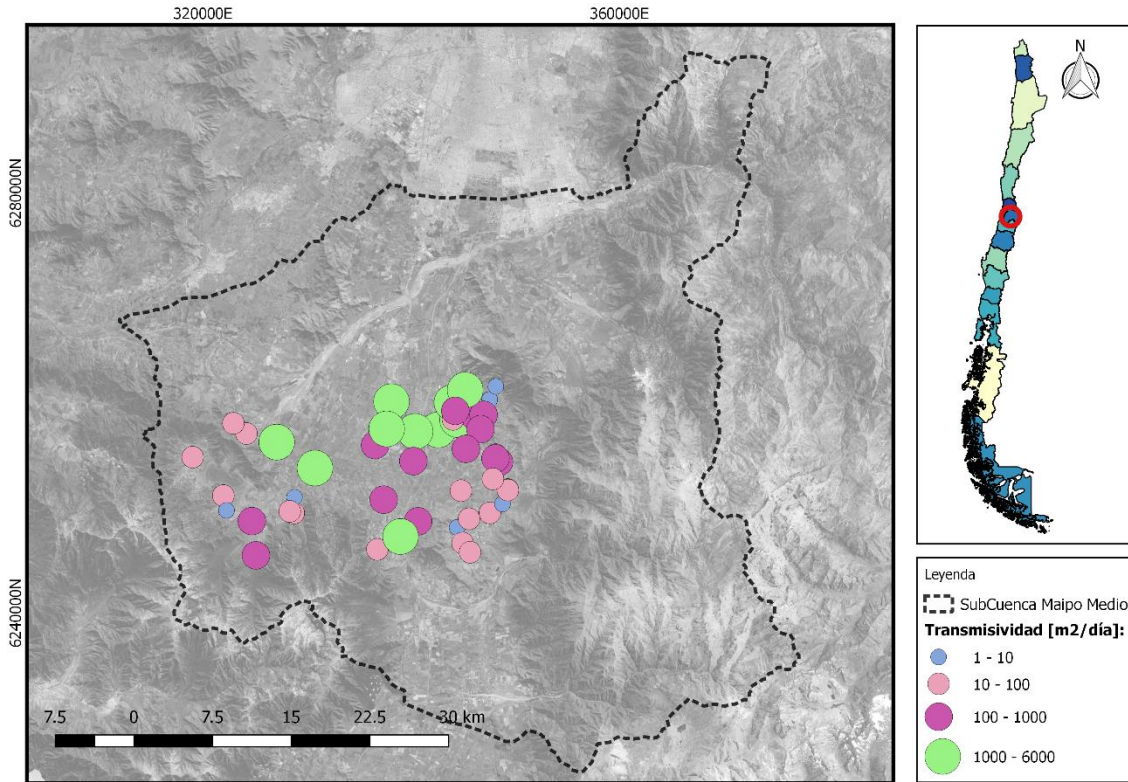 320000E
360000E
6280000N
6240000N
7.5 0 7.5 15 22.5 30 km
N
Leyenda
SubCuenca Maipo Medio
Transmisividad [m2/día]:
1 - 10
10 - 100
100 - 1000
1000 - 6000